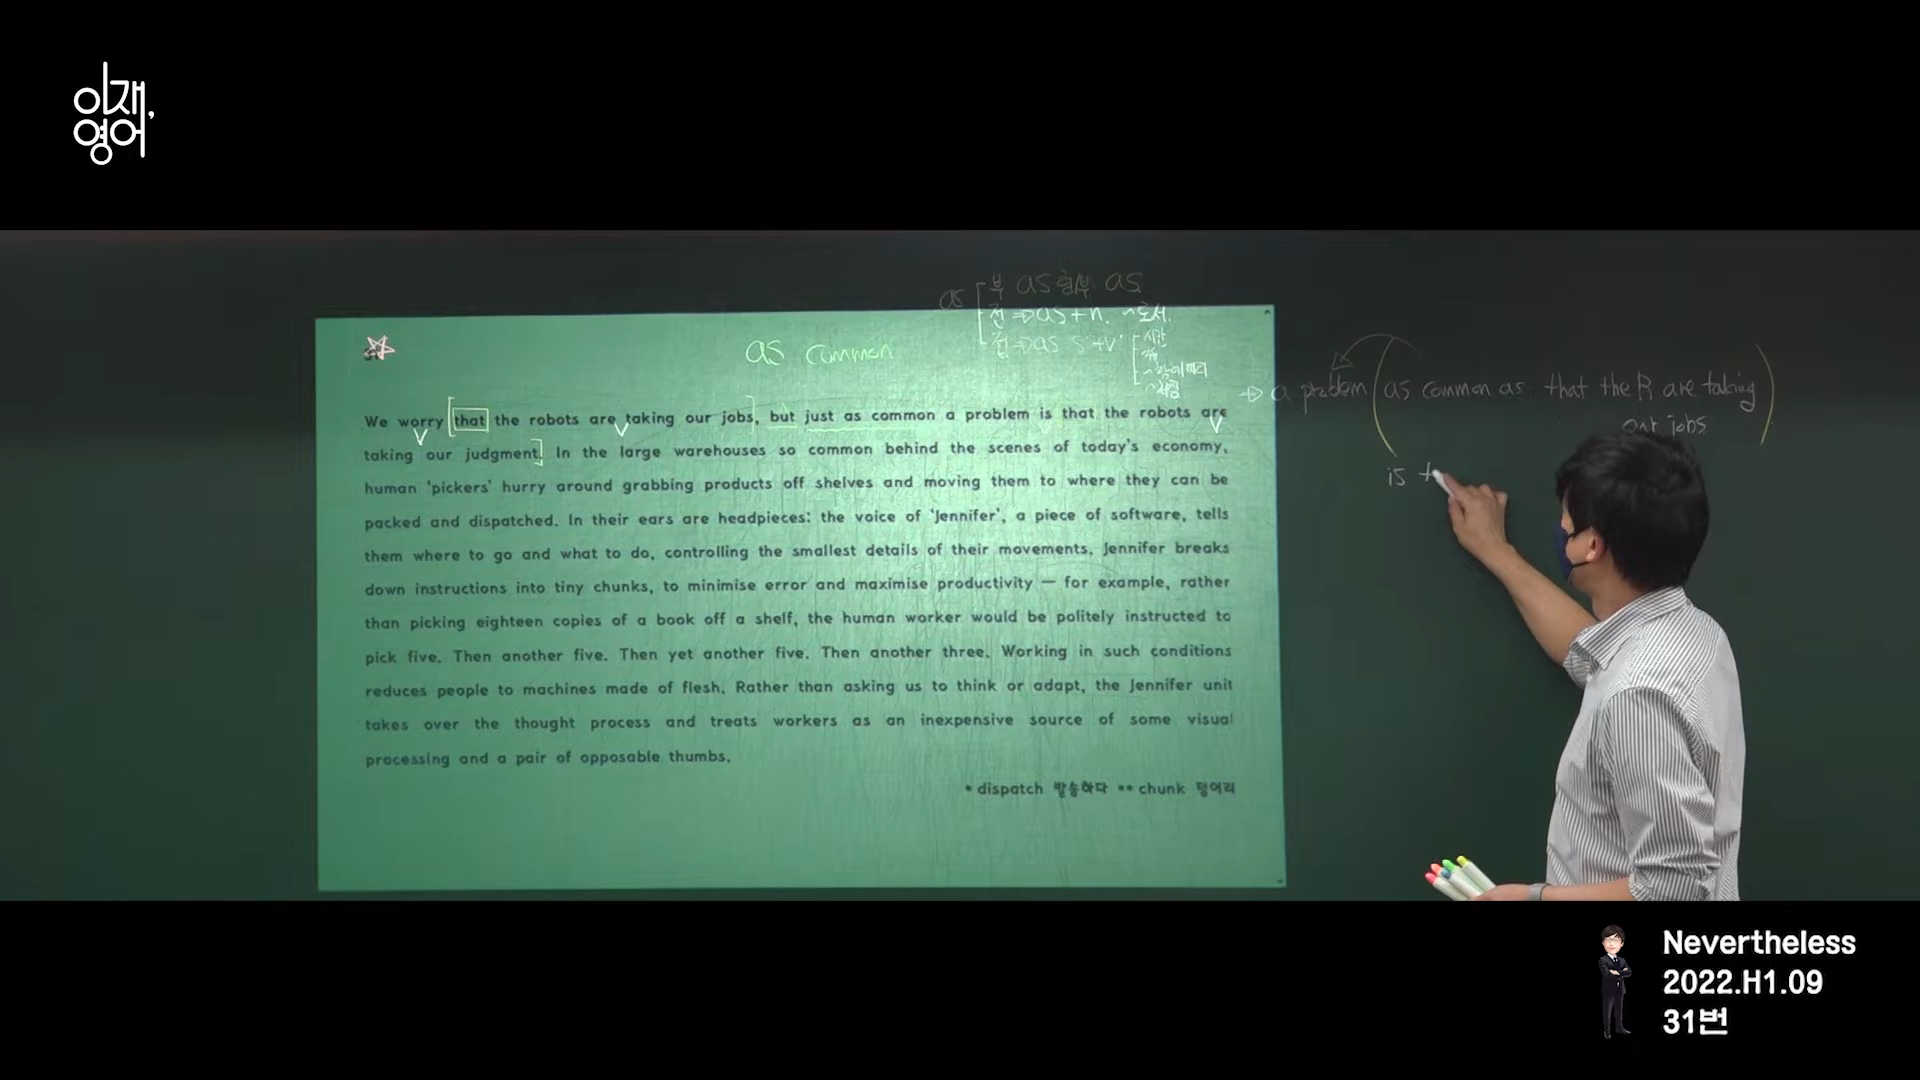 이재,
영어
as [ 부 as 형/부 as
전 ⇒ as + n. ~로서.
접 ⇒ as S + V
시간
~함에 따라
as common
We worry that the robots are taking our jobs, but just as common a problem is that the robots are
taking our judgment. In the large warehouses so common behind the scenes of today's economy,
human 'pickers' hurry around grabbing products off shelves and moving them to where they can be
packed and dispatched. In their ears are headpieces: the voice of 'Jennifer', a piece of software, tells
them where to go and what to do, controlling the smallest details of their movements. Jennifer breaks
down instructions into tiny chunks, to minimise error and maximise productivity — for example, rather
than picking eighteen copies of a book off a shelf, the human worker would be politely instructed to
pick five. Then another five. Then yet another five. Then another three. Working in such conditions
reduces people to machines made of flesh. Rather than asking us to think or adapt, the Jennifer unit
takes over the thought process and treats workers as an inexpensive source of some visual
processing and a pair of opposable thumbs.
* dispatch 발송하다 ** chunk 덩어리
⇒ a problem (as common as that the R are taking
our jobs)
is t
Nevertheless
2022.H1.09
31번